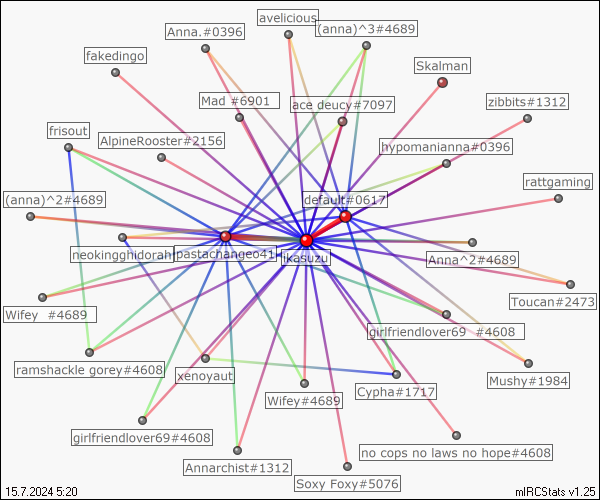 avelicious
Anna.#0396
(anna)^3#4689
fakedingo
Skalman
Mad #6901
ace deucy#7097
zibbits#1312
frisout
AlpineRooster#2156
hypomanianna#0396
rattgaming
(anna)^2#4689
default#0617
neokingghidorah
pastachangeo41
ikasuzu
Anna^2#4689
Toucan#2473
Wifey #4689
girlfriendlover69 #4608
ramshackle gorey#4608
xenoyaut
Mushy#1984
Wifey#4689
Cypha#1717
girlfriendlover69#4608
no cops no laws no hope#4608
Annarchist#1312
Soxy Foxy#5076
15.7.2024 5:20
mIRCStats v1.25